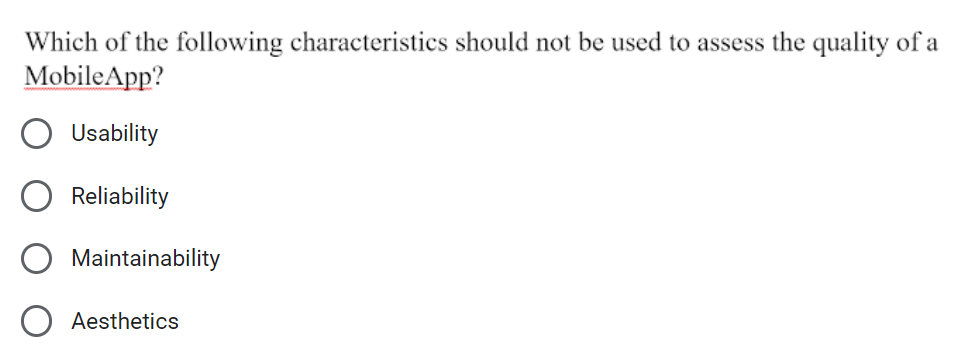 Which of the following characteristics should not be used to assess the quality of a
MobileApp?
Usability
Reliability
Maintainability
Aesthetics